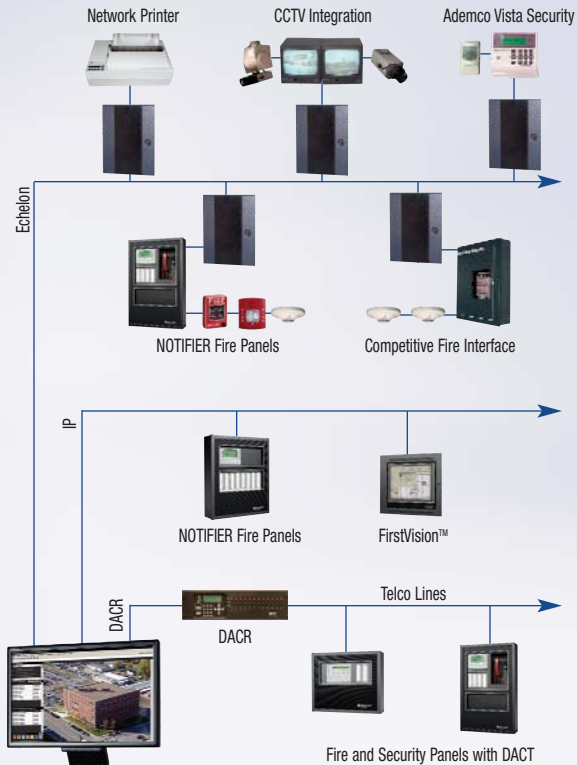 Network Printer
CCTV Integration
Ademco Vista Security
Echelon
NOTIFIER Fire Panels
Competitive Fire Interface
IP
NOTIFIER Fire Panels
FirstVision™
DACR
DACR
Telco Lines
Fire and Security Panels with DACT